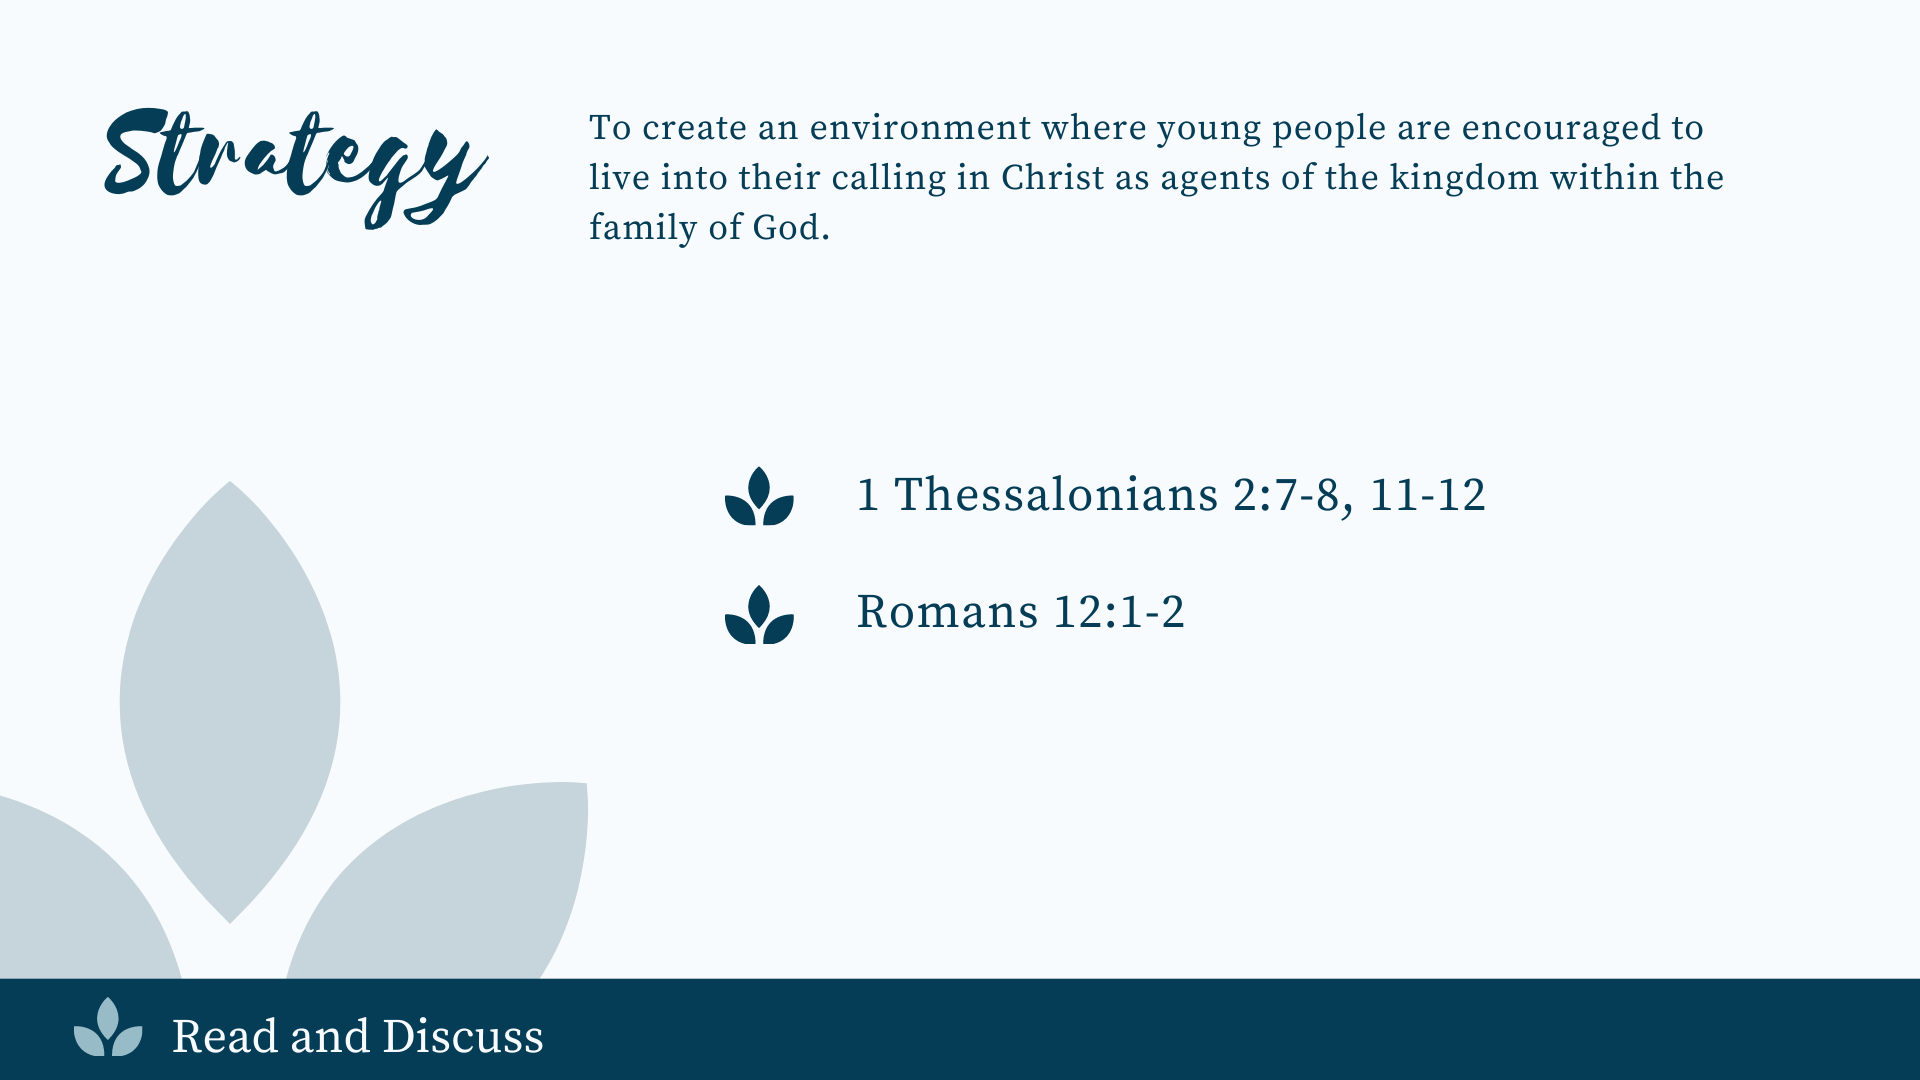 Strategy
To create an environment where young people are encouraged to
live into their calling in Christ as agents of the kingdom within the
family of God.
1 Thessalonians 2:7-8, 11-12
Romans 12:1-2
Read and Discuss